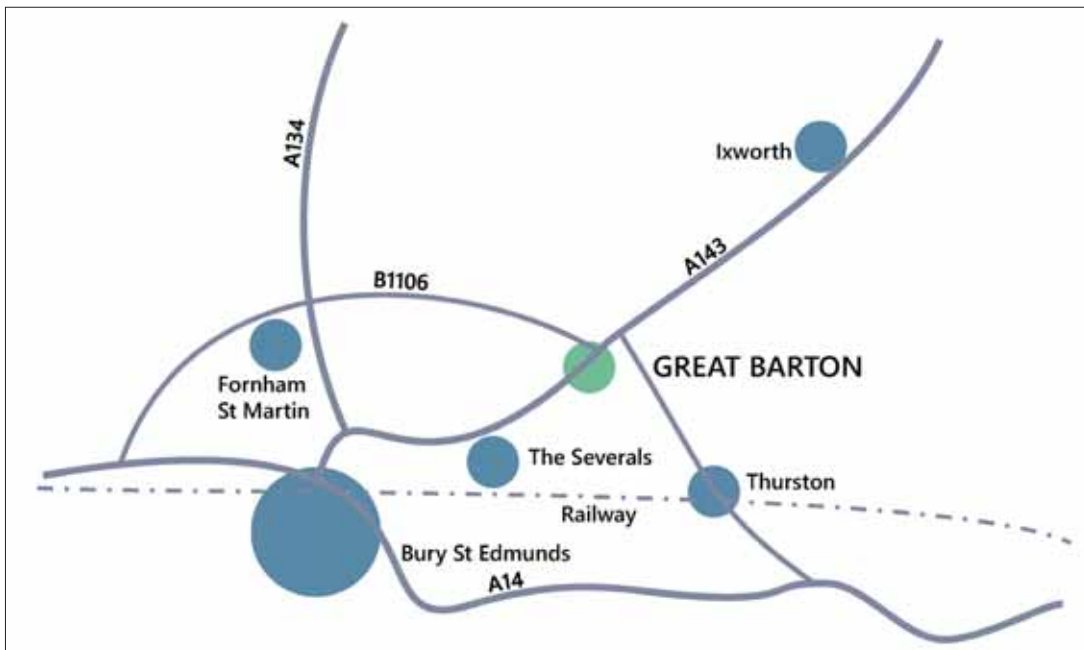 A134
Ixworth
A143
B1106
GREAT BARTON
Fornham
St Martin
The Severals
Thurston
Railway
Bury St Edmunds
A14